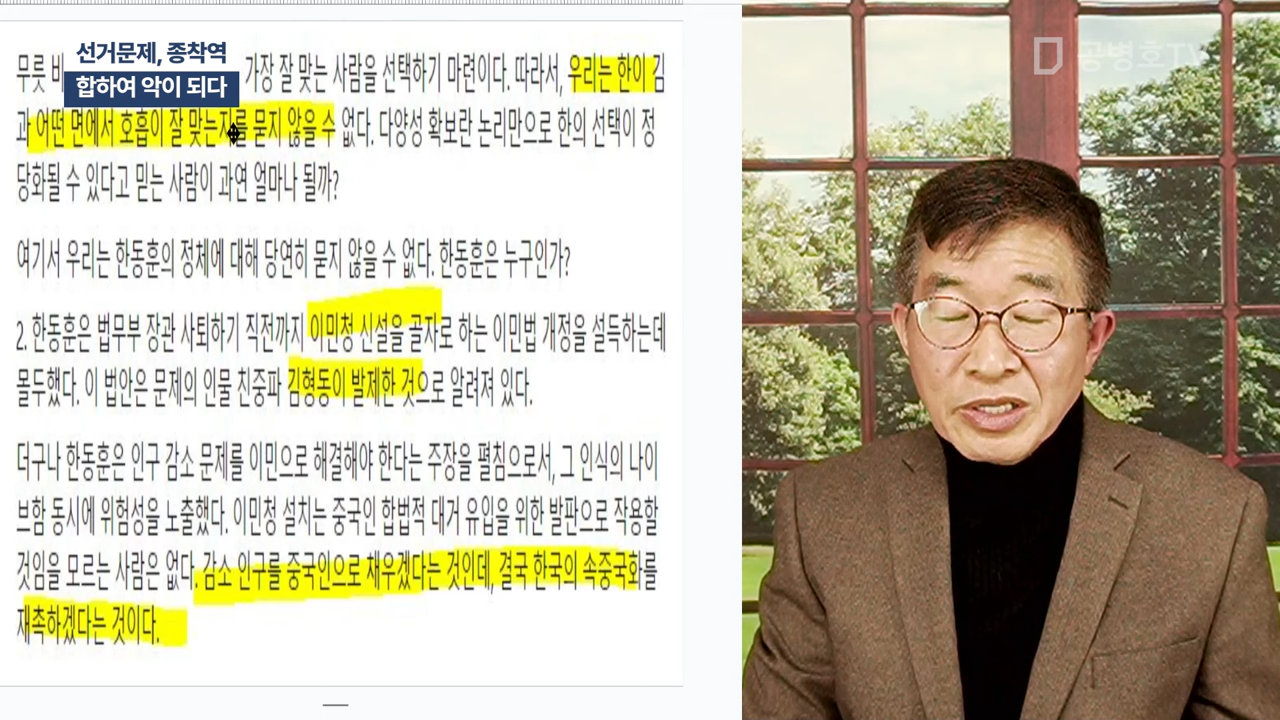 선거문제, 종착역
합하여 악이 되다
공병호TV
무릇 비 가장 잘 맞는 사람을 선택하기 마련이다. 따라서, 우리는 한이 김
과 어떤 면에서 호흡이 잘 맞는지를 묻지 않을 수 없다. 다양성 확보란 논리만으로 한의 선택이 정
당화될 수 있다고 믿는 사람이 과연 얼마나 될까?
여기서 우리는 한동훈의 정체에 대해 당연히 묻지 않을 수 없다. 한동훈은 누구인가?
2. 한동훈은 법무부 장관 사퇴하기 직전까지 이민청 신설을 골자로 하는 이민법 개정을 설득하는데
몰두했다. 이 법안은 문제의 인물 친중파 김형동이 발제한 것으로 알려져 있다.
더구나 한동훈은 인구 감소 문제를 이민으로 해결해야 한다는 주장을 펼침으로서, 그 인식의 나이
브함 동시에 위험성을 노출했다. 이민청 설치는 중국인 합법적 대거 유입을 위한 발판으로 작용할
것임을 모르는 사람은 없다. 감소 인구를 중국인으로 채우겠다는 것인데, 결국 한국의 속중국화를
재촉하겠다는 것이다.